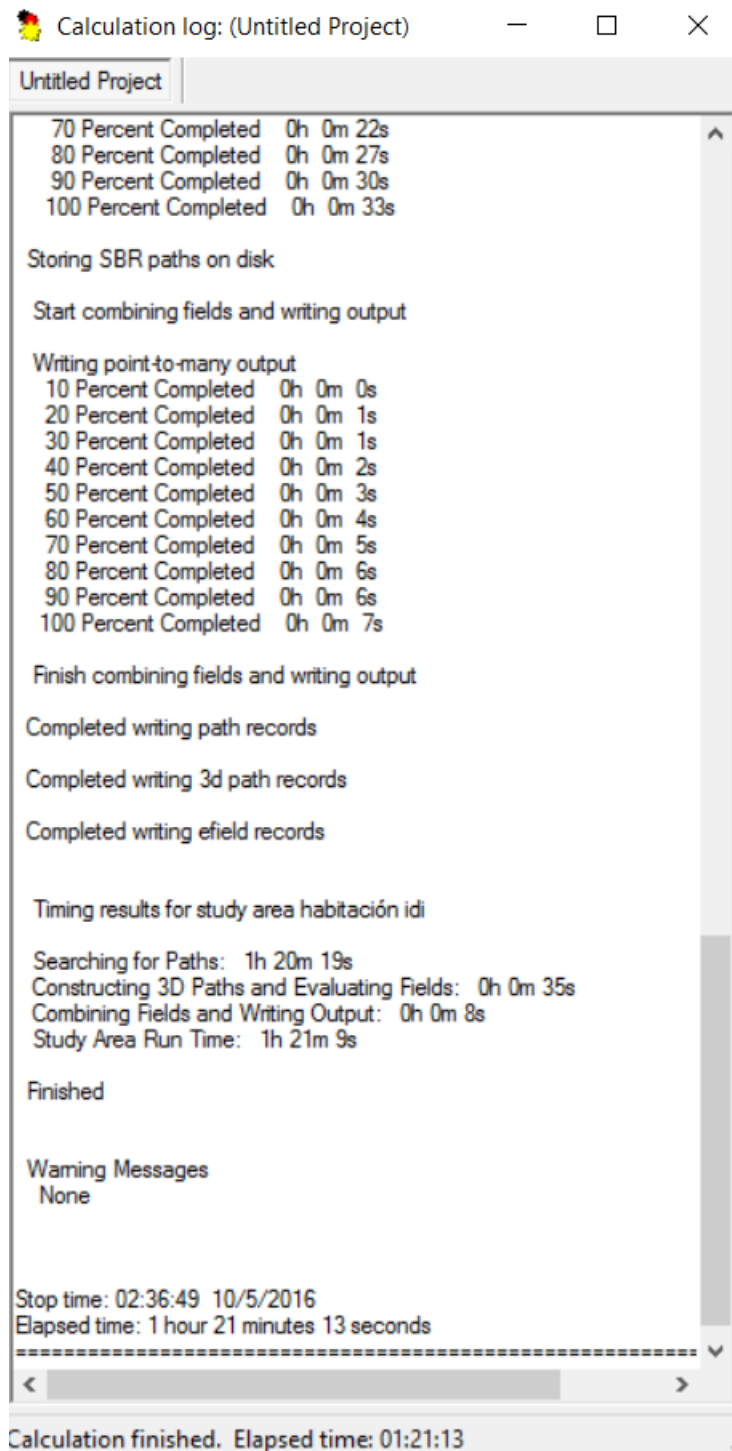 Calculation log: (Untitled Project)
Untitled Project
70 Percent Completed 0h 0m 22s
80 Percent Completed 0h 0m 27s
90 Percent Completed 0h 0m 30s
100 Percent Completed 0h 0m 33s
Storing SBR paths on disk
Start combining fields and writing output
Writing point-to-many output
10 Percent Completed 0h 0m 0s
20 Percent Completed 0h 0m 1s
30 Percent Completed 0h 0m 1s
40 Percent Completed 0h 0m 2s
50 Percent Completed 0h 0m 3s
60 Percent Completed 0h 0m 4s
70 Percent Completed 0h 0m 5s
80 Percent Completed 0h 0m 6s
90 Percent Completed 0h 0m 6s
100 Percent Completed 0h 0m 7s
Finish combining fields and writing output
Completed writing path records
Completed writing 3d path records
Completed writing efield records
Timing results for study area habitación idi
Searching for Paths: 1h 20m 19s
Constructing 3D Paths and Evaluating Fields: 0h 0m 35s
Combining Fields and Writing Output: 0h 0m 8s
Study Area Run Time: 1h 21m 9s
Finished
Warning Messages
None
Stop time: 02:36:49 10/5/2016
Elapsed time: 1 hour 21 minutes 13 seconds
=========================================================
Calculation finished. Elapsed time: 01:21:13